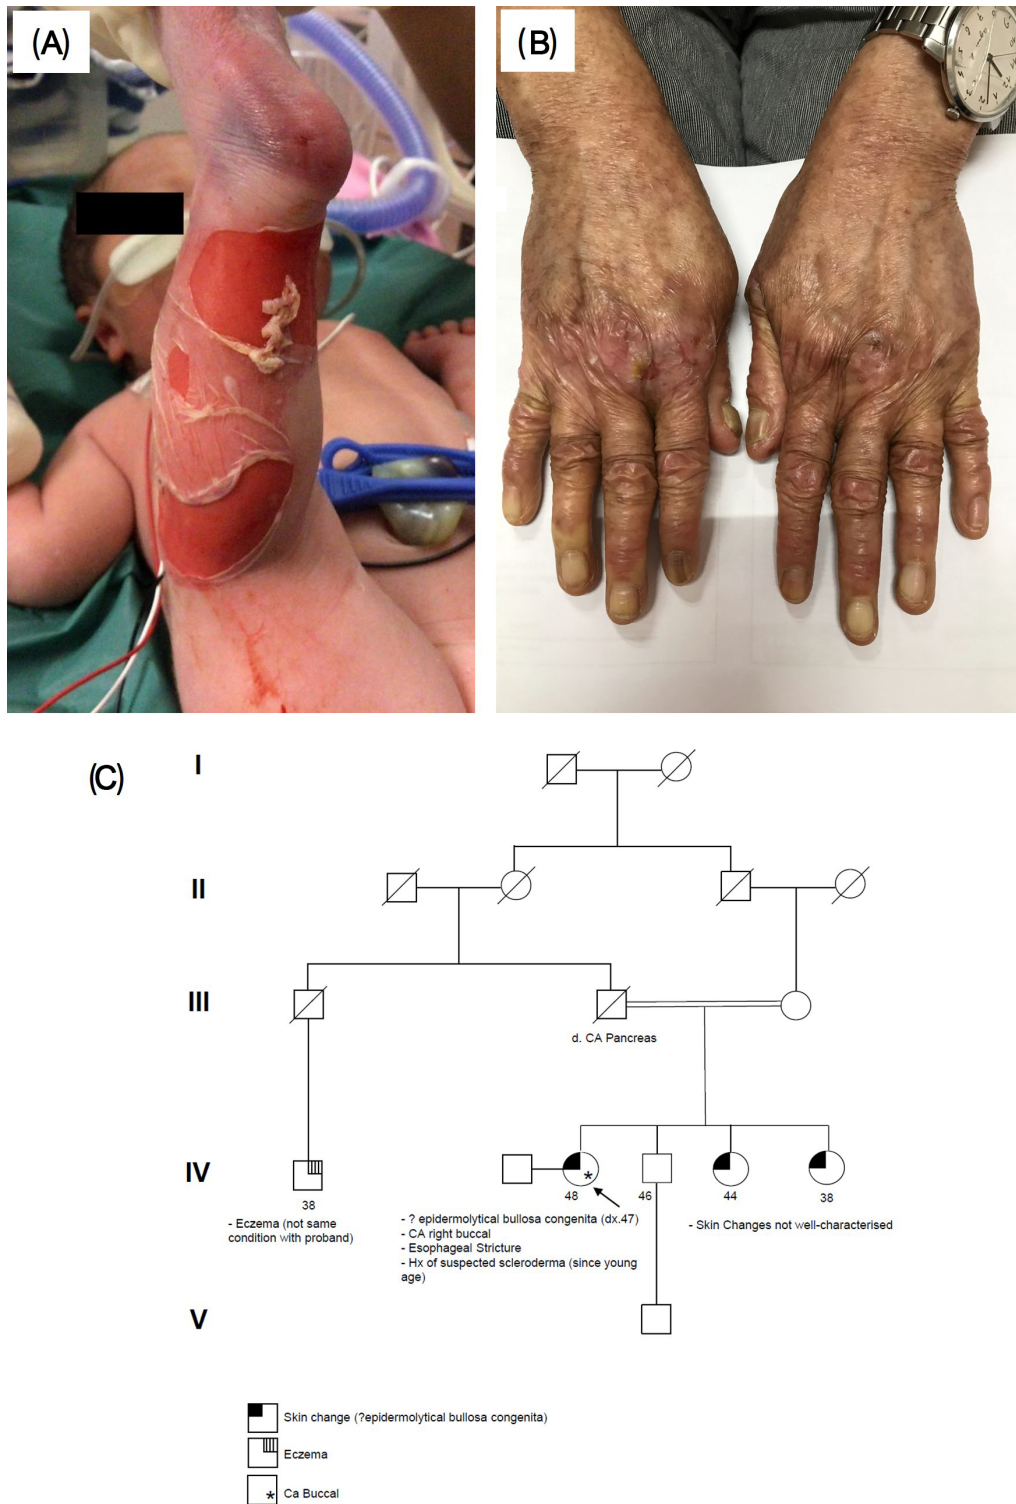 (A)
(B)
(C)
I
II
III
d. CA Pancreas
IV
38
48
46
44
38
- Eczema (not same
condition with proband)
- ? epidermolytical bullosa congenita (dx.47)
- CA right buccal
- Esophageal Stricture
- Hx of suspected scleroderma (since young
age)
- Skin Changes not well-characterised
V
Skin change (?epidermolytical bullosa congenita)
Eczema
* Ca Buccal